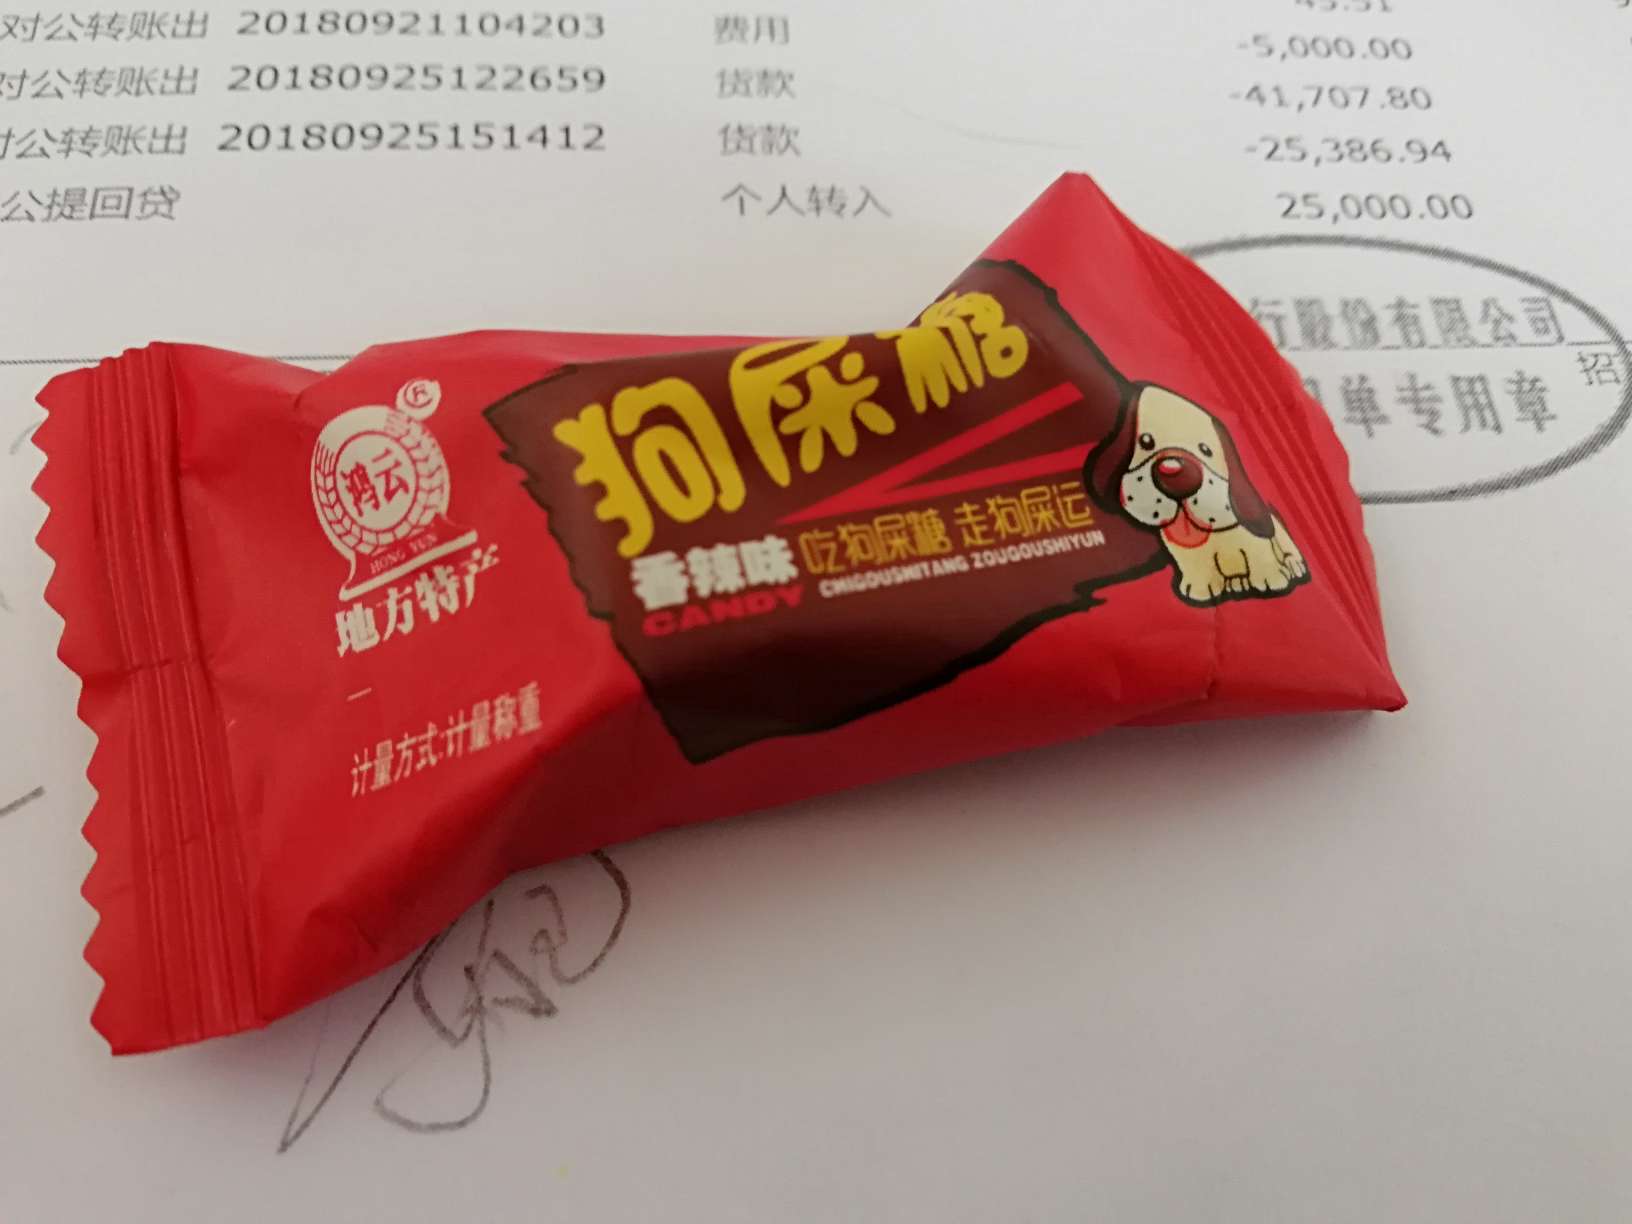 对公转账出 20180921104203 费用 -5,000.00
对公转账出 20180925122659 货款 -41,707.80
对公转账出 20180925151412 货款 -25,386.94
公提回贷 个人转入 25,000.00
行股份有限公司
单专用章
招
鸿云
HONG YUN
地方特产
计量方式:计量称重
狗屎糖
香辣味
CANDY
吃狗屎糖 走狗屎运
CHIGOUSHITANG ZOUGOUSHIYUN